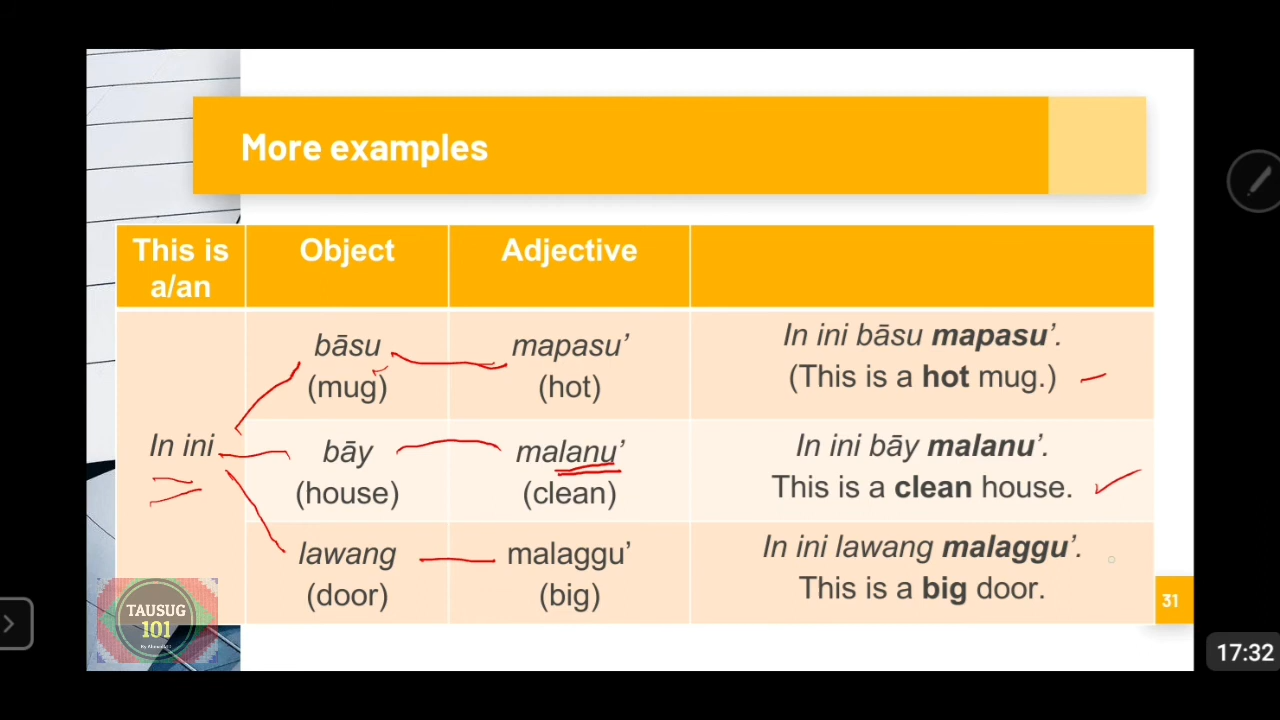 More examples
This is
a/an
Object
Adjective
In ini
bāsu
(mug)
mapasu’
(hot)
In ini bāsu mapasu’.
(This is a hot mug.)
bāy
(house)
malanu’
(clean)
In ini bāy malanu’.
This is a clean house.
lawang
(door)
malaggu’
(big)
In ini lawang malaggu’.
This is a big door.
TAUSUG
101
31
17:32